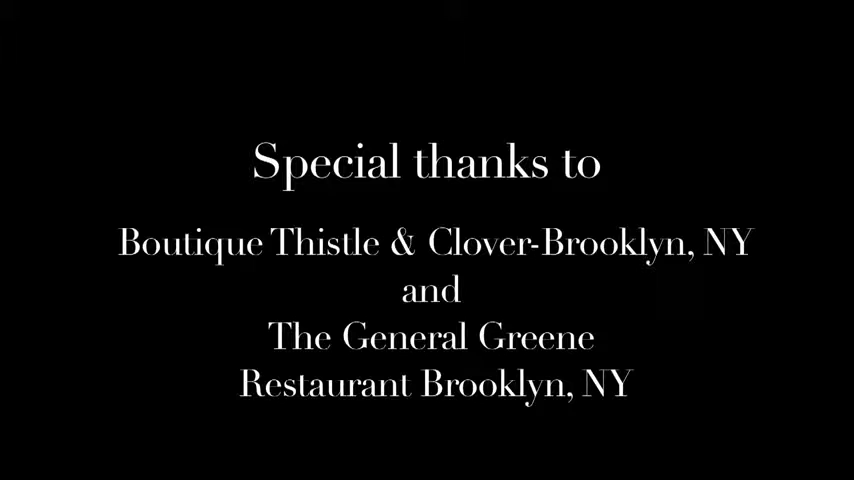 Special thanks to
Boutique Thistle & Clover-Brooklyn, NY
and
The General Greene
Restaurant Brooklyn, NY